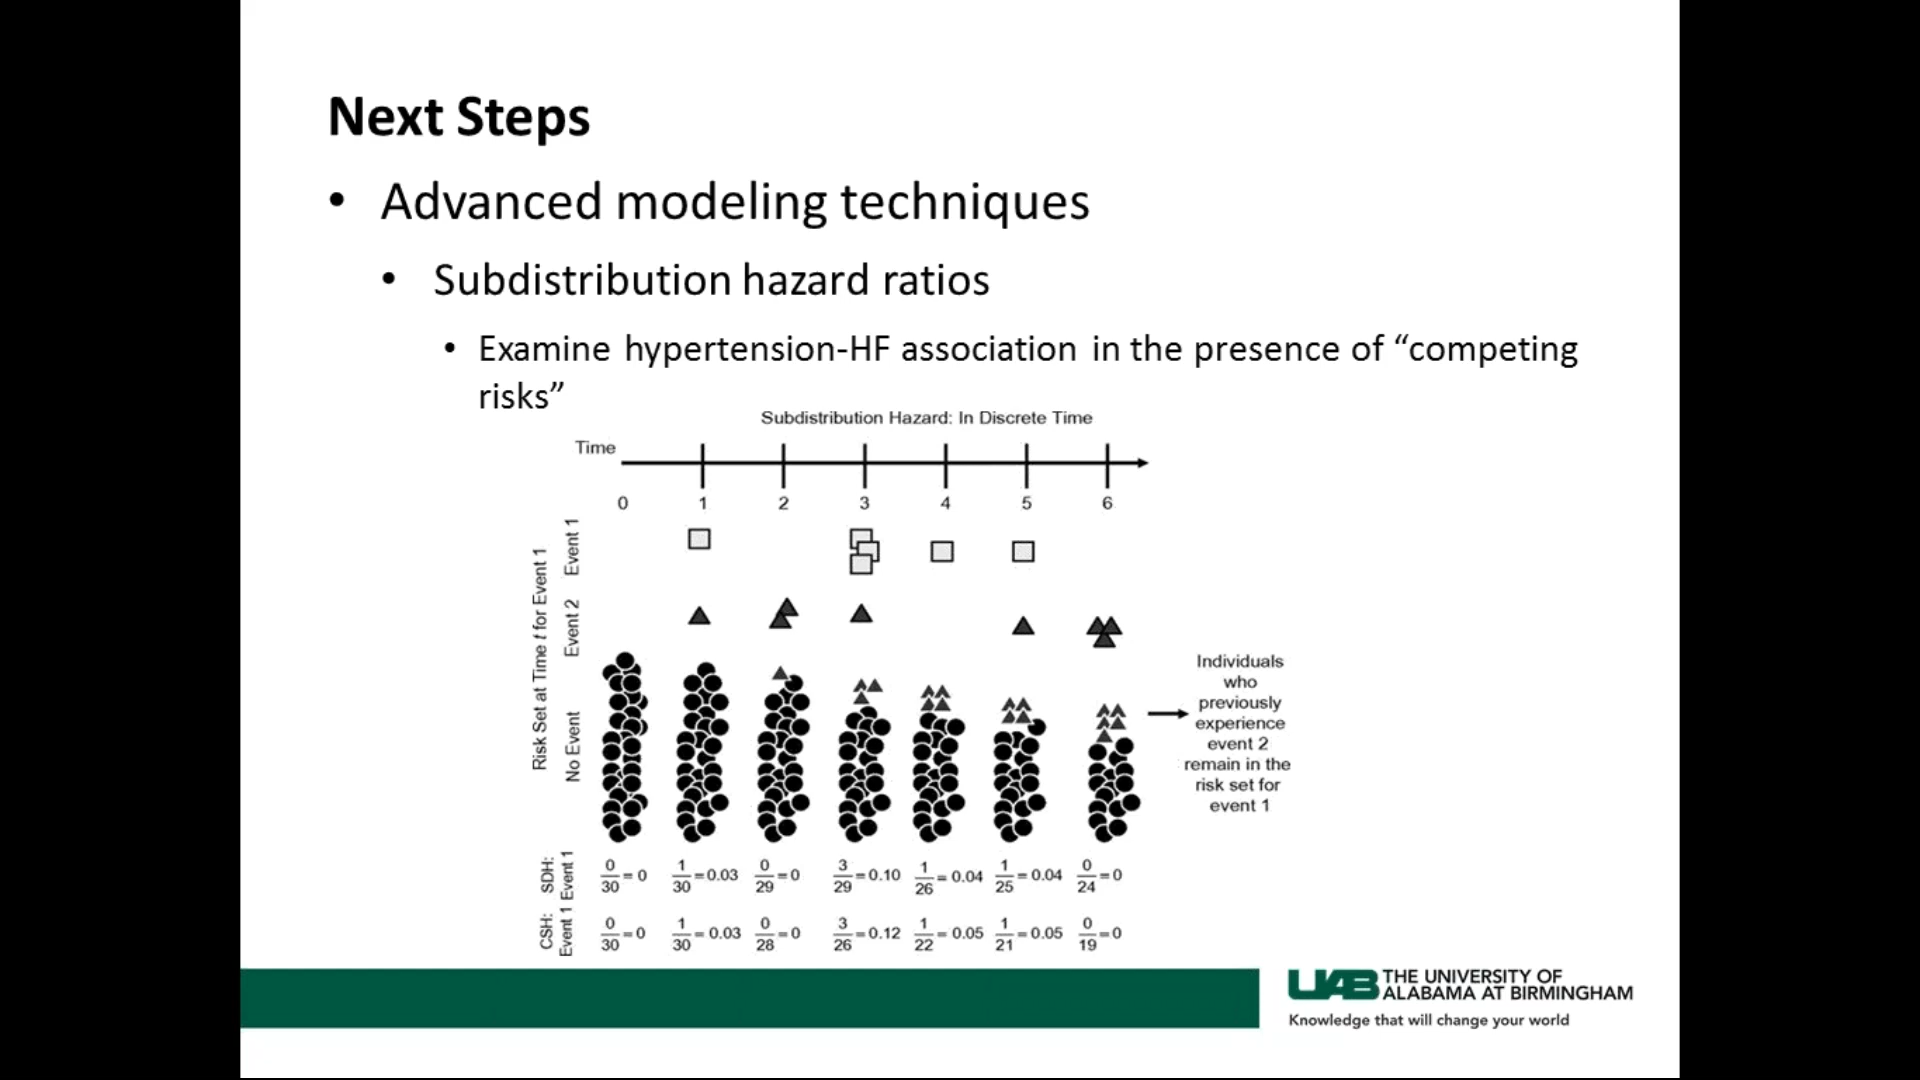 Next Steps
• Advanced modeling techniques
• Subdistribution hazard ratios
• Examine hypertension-HF association in the presence of “competing
risks”
Subdistribution Hazard: In Discrete Time
Time
0 1 2 3 4 5 6
Risk Set at Time t for Event 1
Event 1
Event 2
No Event
Individuals
who
previously
experience
event 2
remain in the
risk set for
event 1
SDH:
Event 1
0/30=0 1/30=0.03 0/29=0 3/29=0.10 1/26=0.04 1/25=0.04 0/24=0
CSH:
Event 1
0/30=0 1/30=0.03 0/28=0 3/26=0.12 1/22=0.05 1/21=0.05 0/19=0
UAB THE UNIVERSITY OF
ALABAMA AT BIRMINGHAM
Knowledge that will change your world